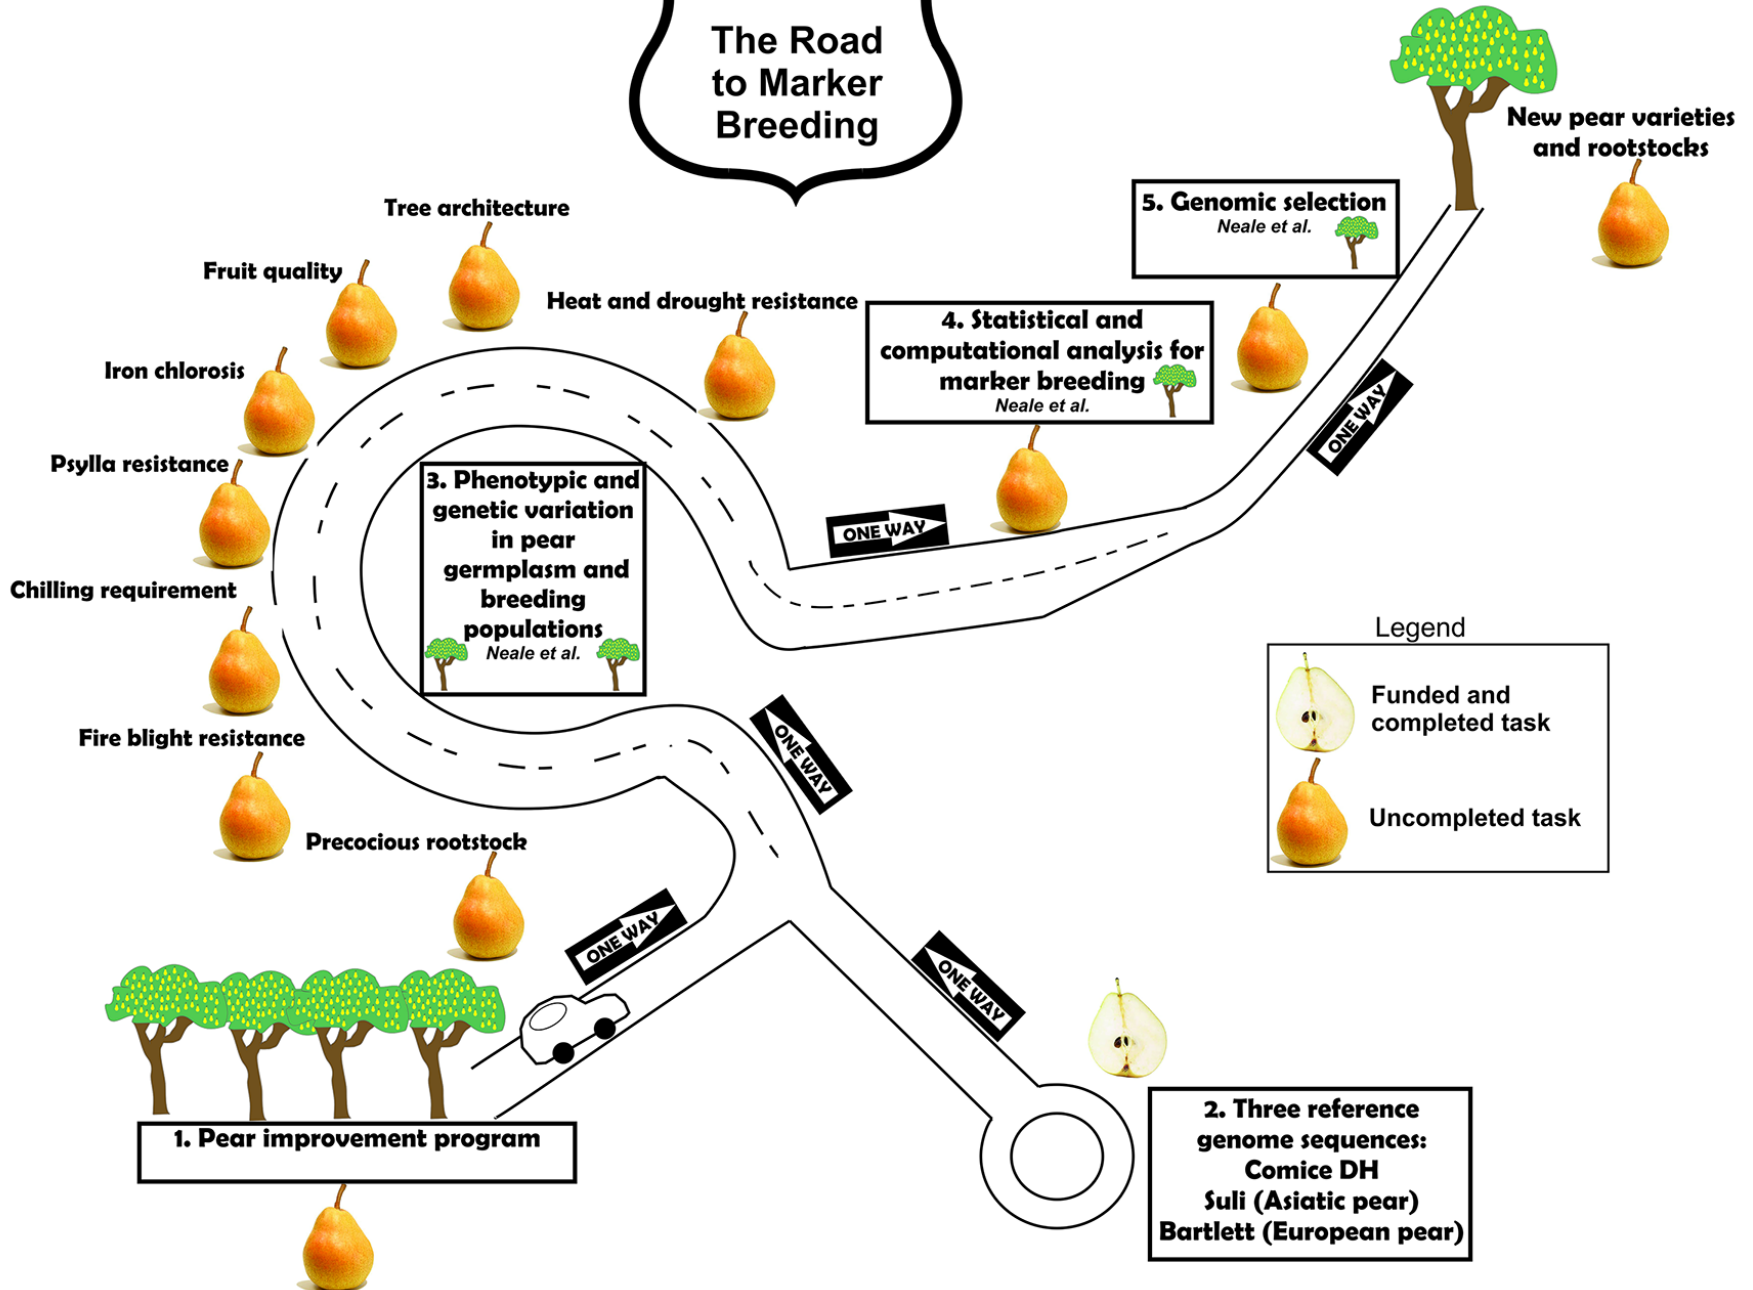 The Road
to Marker
Breeding
New pear varieties
and rootstocks
5. Genomic selection
Neale et al.
Tree architecture
Fruit quality
Heat and drought resistance
4. Statistical and
computational analysis for
marker breeding
Neale et al.
Iron chlorosis
ONE WAY
Psylla resistance
3. Phenotypic and
genetic variation
in pear
germplasm and
breeding
populations
Neale et al.
ONE WAY
Chilling requirement
Legend
Funded and
completed task
Uncompleted task
Fire blight resistance
ONE WAY
Precocious rootstock
ONE WAY
ONE WAY
1. Pear improvement program
2. Three reference
genome sequences:
Comice DH
Suli (Asiatic pear)
Bartlett (European pear)